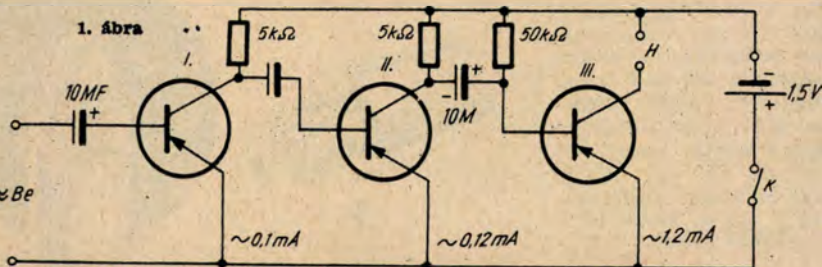 1. ábra
I.
5kΩ
5kΩ
II.
50kΩ
III.
H
10MF
+
-
+
10M
-
+
1,5V
≈Be
K
~0,1mA
~0,12mA
~1,2mA